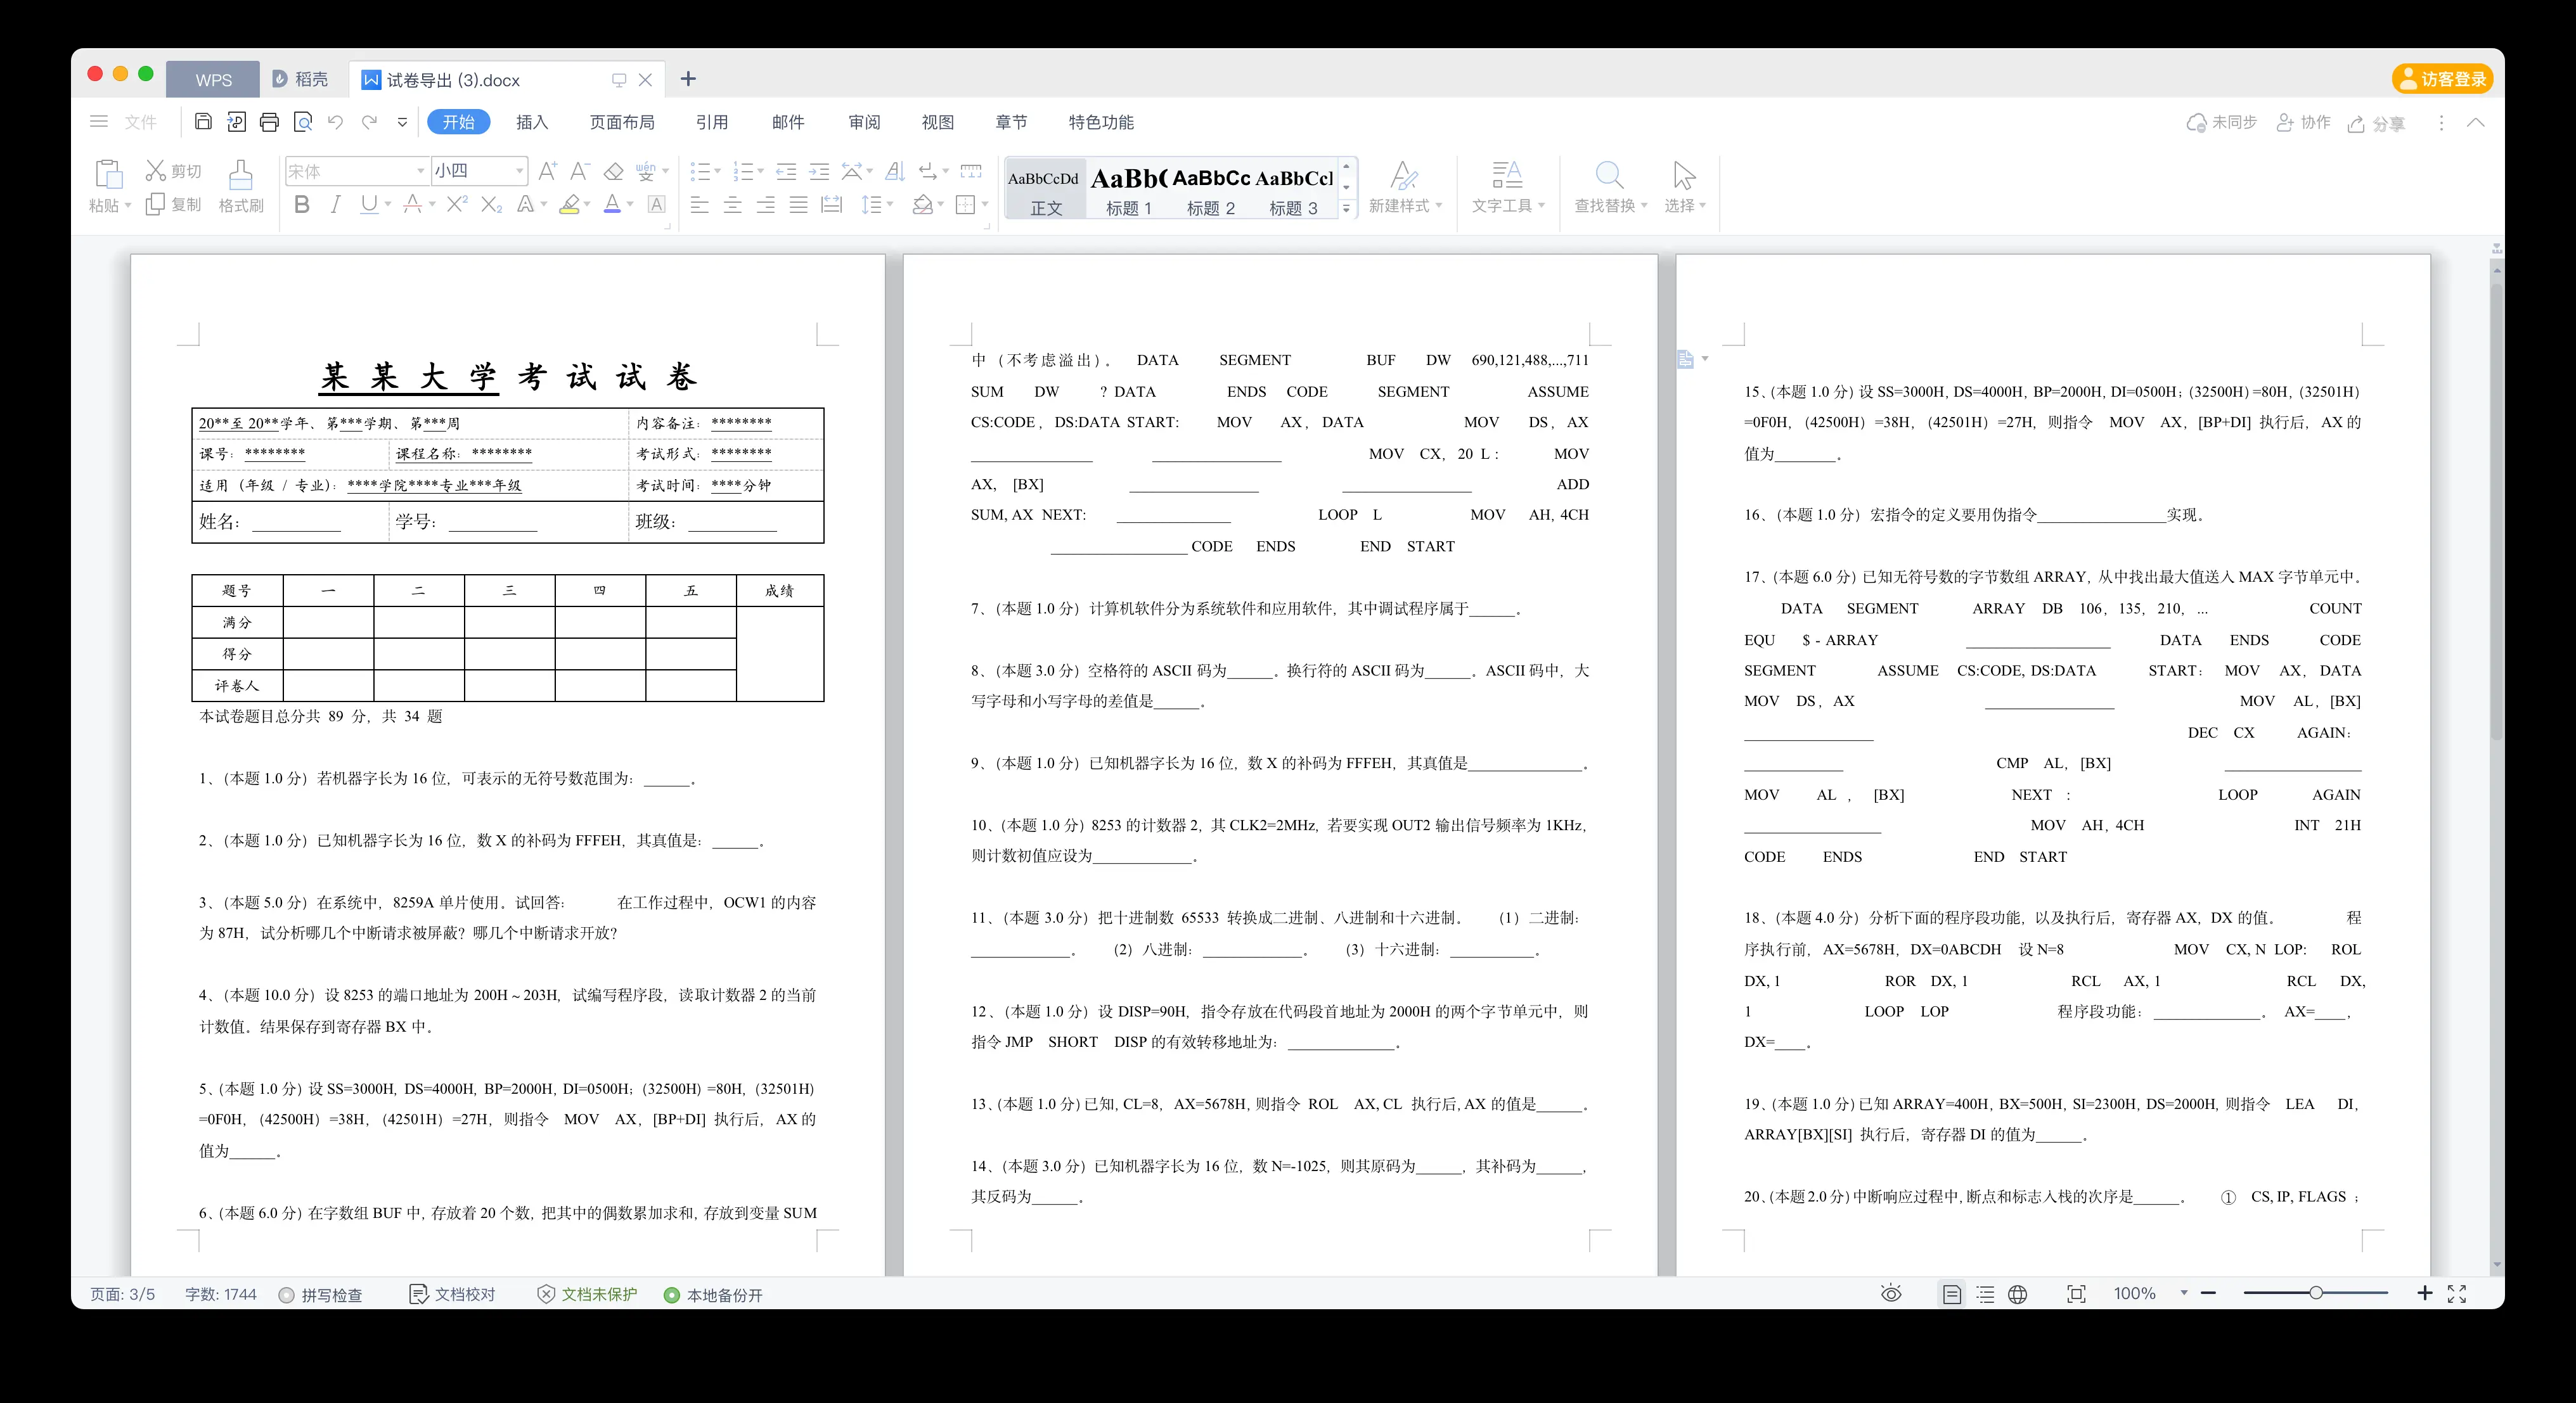 WPS
稻壳
试卷导出 (3).docx
访客登录
文件
开始
插入
页面布局
引用
邮件
审阅
视图
章节
特色功能
未同步
协作
分享
粘贴
剪切
复制
格式刷
宋体
小四
AaBbCcDd
正文
AaBb(
标题 1
AaBbCc
标题 2
AaBbCcl
标题 3
新建样式
文字工具
查找替换
选择
某 某 大 学 考 试 试 卷
20**至 20**学年、第***学期、第***周 内容备注：********
课号：******** 课程名称：******** 考试形式：********
适用（年级 / 专业）：****学院****专业***年级 考试时间：****分钟
姓名：__________ 学号：__________ 班级：__________
题号 一 二 三 四 五 成绩
满分
得分
评卷人
本试卷题目总分共 89 分，共 34 题
1、（本题 1.0 分）若机器字长为 16 位，可表示的无符号数范围为：______。
2、（本题 1.0 分）已知机器字长为 16 位，数 X 的补码为 FFFEH，其真值是：______。
3、（本题 5.0 分）在系统中，8259A 单片使用。试回答： 在工作过程中，OCW1 的内容
为 87H，试分析哪几个中断请求被屏蔽？哪几个中断请求开放？
4、（本题 10.0 分）设 8253 的端口地址为 200H～203H，试编写程序段，读取计数器 2 的当前
计数值。结果保存到寄存器 BX 中。
5、（本题 1.0 分）设 SS=3000H, DS=4000H, BP=2000H, DI=0500H；（32500H）=80H,（32501H）
=0F0H，（42500H）=38H，（42501H）=27H，则指令 MOV AX，[BP+DI] 执行后，AX 的
值为______。
6、（本题 6.0 分）在字数组 BUF 中，存放着 20 个数，把其中的偶数累加求和，存放到变量 SUM
中（不考虑溢出）。 DATA SEGMENT BUF DW 690,121,488,...,711
SUM DW ? DATA ENDS CODE SEGMENT ASSUME
CS:CODE，DS:DATA START: MOV AX，DATA MOV DS，AX
________________ _________________ MOV CX，20 L： MOV
AX, [BX] _________________ _________________ ADD
SUM, AX NEXT: _______________ LOOP L MOV AH, 4CH
__________________ CODE ENDS END START
7、（本题 1.0 分）计算机软件分为系统软件和应用软件，其中调试程序属于______。
8、（本题 3.0 分）空格符的 ASCII 码为______。换行符的 ASCII 码为______。ASCII 码中，大
写字母和小写字母的差值是______。
9、（本题 1.0 分）已知机器字长为 16 位，数 X 的补码为 FFFEH，其真值是_______________。
10、（本题 1.0 分）8253 的计数器 2，其 CLK2=2MHz，若要实现 OUT2 输出信号频率为 1KHz，
则计数初值应设为_____________。
11、（本题 3.0 分）把十进制数 65533 转换成二进制、八进制和十六进制。 （1）二进制：
_____________。 （2）八进制：_____________。 （3）十六进制：___________。
12、（本题 1.0 分）设 DISP=90H，指令存放在代码段首地址为 2000H 的两个字节单元中，则
指令 JMP SHORT DISP 的有效转移地址为：______________。
13、（本题 1.0 分）已知, CL=8，AX=5678H, 则指令 ROL AX, CL 执行后, AX 的值是______。
14、（本题 3.0 分）已知机器字长为 16 位，数 N=-1025，则其原码为______，其补码为______，
其反码为______。
15、（本题 1.0 分）设 SS=3000H, DS=4000H, BP=2000H, DI=0500H；（32500H）=80H,（32501H）
=0F0H，（42500H）=38H，（42501H）=27H，则指令 MOV AX，[BP+DI] 执行后，AX 的
值为________。
16、（本题 1.0 分）宏指令的定义要用伪指令_________________实现。
17、（本题 6.0 分）已知无符号数的字节数组 ARRAY，从中找出最大值送入 MAX 字节单元中。
DATA SEGMENT ARRAY DB 106，135，210，... COUNT
EQU $ - ARRAY ___________________ DATA ENDS CODE
SEGMENT ASSUME CS:CODE, DS:DATA START： MOV AX，DATA
MOV DS，AX _________________ MOV AL，[BX]
_________________ DEC CX AGAIN：
_____________ CMP AL，[BX] __________________
MOV AL ， [BX] NEXT ： LOOP AGAIN
__________________ MOV AH, 4CH INT 21H
CODE ENDS END START
18、（本题 4.0 分）分析下面的程序段功能，以及执行后，寄存器 AX，DX 的值。 程
序执行前，AX=5678H，DX=0ABCDH 设 N=8 MOV CX, N LOP: ROL
DX, 1 ROR DX, 1 RCL AX, 1 RCL DX,
1 LOOP LOP 程序段功能：______________。 AX=____，
DX=____。
19、（本题 1.0 分）已知 ARRAY=400H, BX=500H, SI=2300H, DS=2000H, 则指令 LEA DI,
ARRAY[BX][SI] 执行后，寄存器 DI 的值为______。
20、（本题 2.0 分）中断响应过程中, 断点和标志入栈的次序是______。 ① CS, IP, FLAGS ；
页面: 3/5
字数: 1744
拼写检查
文档校对
文档未保护
本地备份开
100%